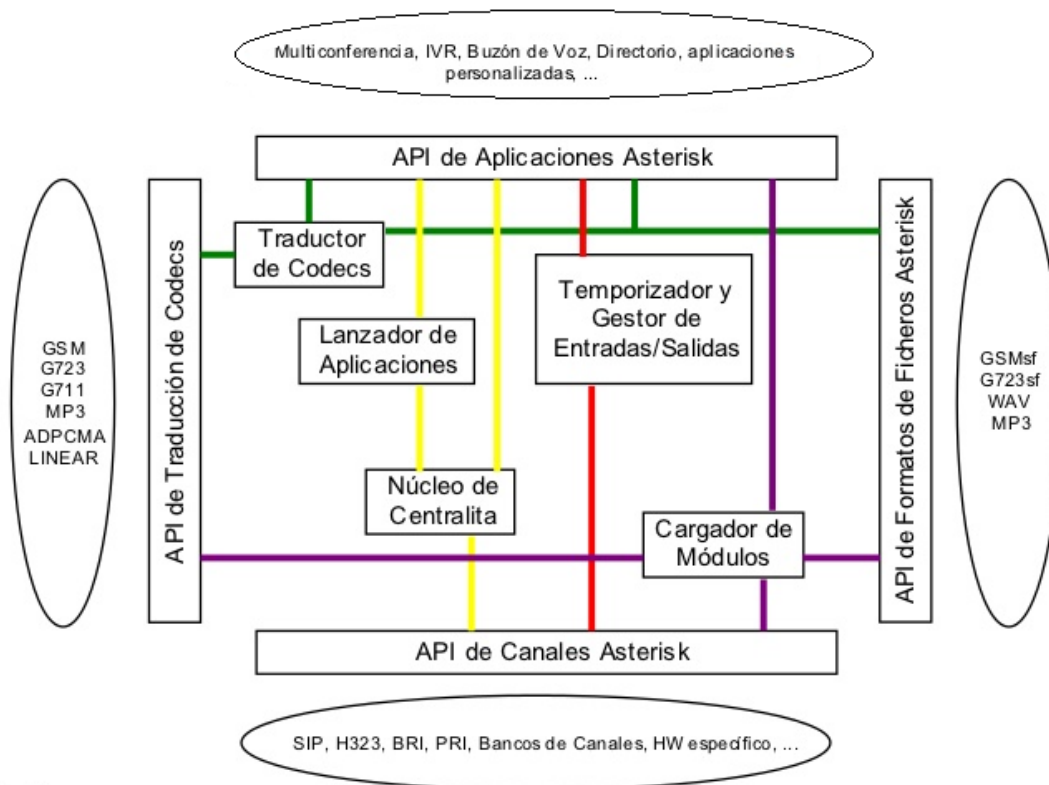 Multiconferencia, IVR, Buzón de Voz, Directorio, aplicaciones
personalizadas, ...
API de Aplicaciones Asterisk
API de Traducción de Codecs
Traductor
de Codecs
Temporizador y
Gestor de
Entradas/Salidas
Lanzador de
Aplicaciones
Núcleo de
Centralita
Cargador de
Módulos
API de Formatos de Ficheros Asterisk
GSM
G723
G711
MP3
ADPCMA
LINEAR
GSMsf
G723sf
WAV
MP3
API de Canales Asterisk
SIP, H323, BRI, PRI, Bancos de Canales, HW específico, ...